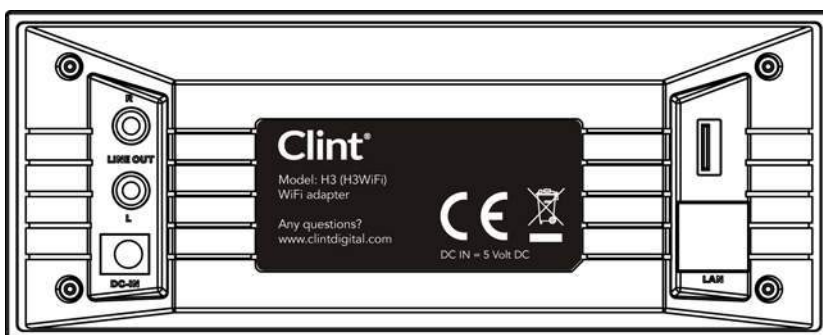 R
LINE OUT
L
DC-IN
Clint®
Model: H3 (H3WiFi)
WiFi adapter
Any questions?
www.clintdigital.com
CE
DC IN = 5 Volt DC
LAN